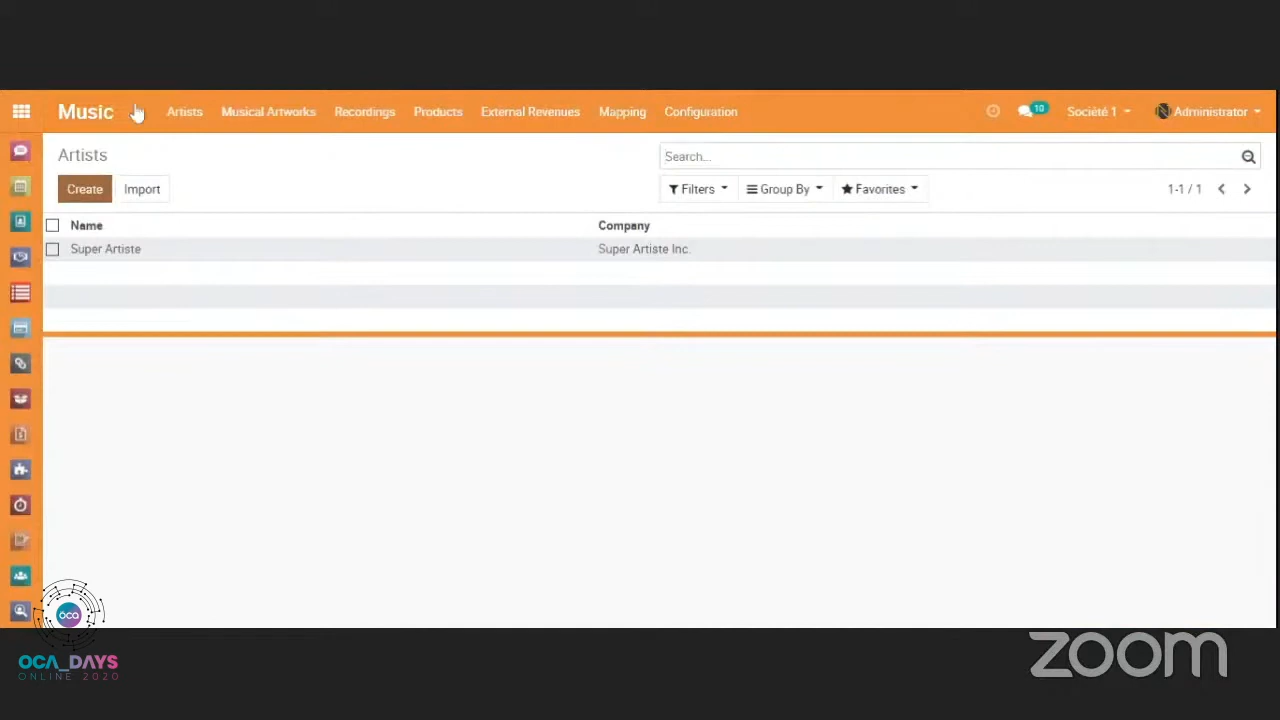 Music Artists Musical Artworks Recordings Products External Revenues Mapping Configuration 10 Société 1 Administrator
Artists Search...
Create Import Filters Group By Favorites 1-1 / 1
Name Company
Super Artiste Super Artiste Inc.
oca
OCA_DAYS
ONLINE 2020
zoom